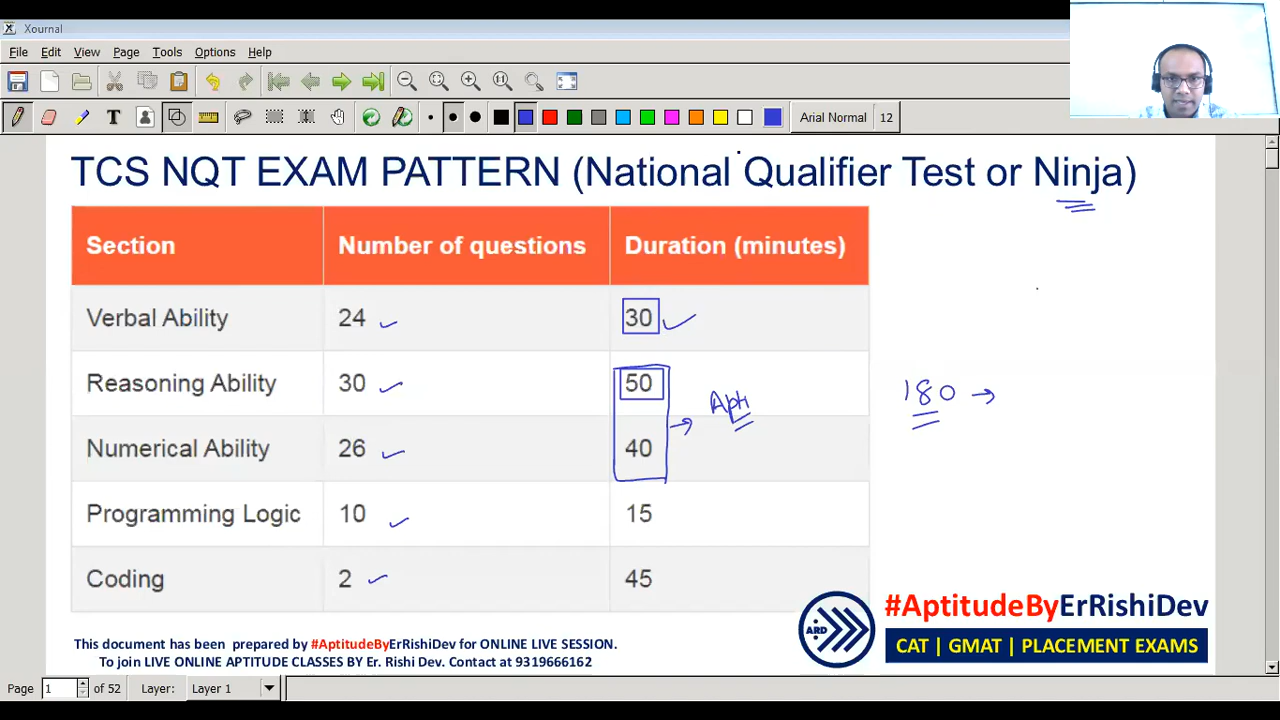 Xournal
File Edit View Page Tools Options Help
T Arial Normal 12
TCS NQT EXAM PATTERN (National Qualifier Test or Ninja)
Section Number of questions Duration (minutes)
Verbal Ability 24 30
Reasoning Ability 30 50
Apti
180 →
Numerical Ability 26 40
Programming Logic 10 15
Coding 2 45
ARD
#AptitudeByErRishiDev
CAT | GMAT | PLACEMENT EXAMS
This document has been prepared by #AptitudeByErRishiDev for ONLINE LIVE SESSION.
To join LIVE ONLINE APTITUDE CLASSES BY Er. Rishi Dev. Contact at 9319666162
Page 1 of 52 Layer: Layer 1